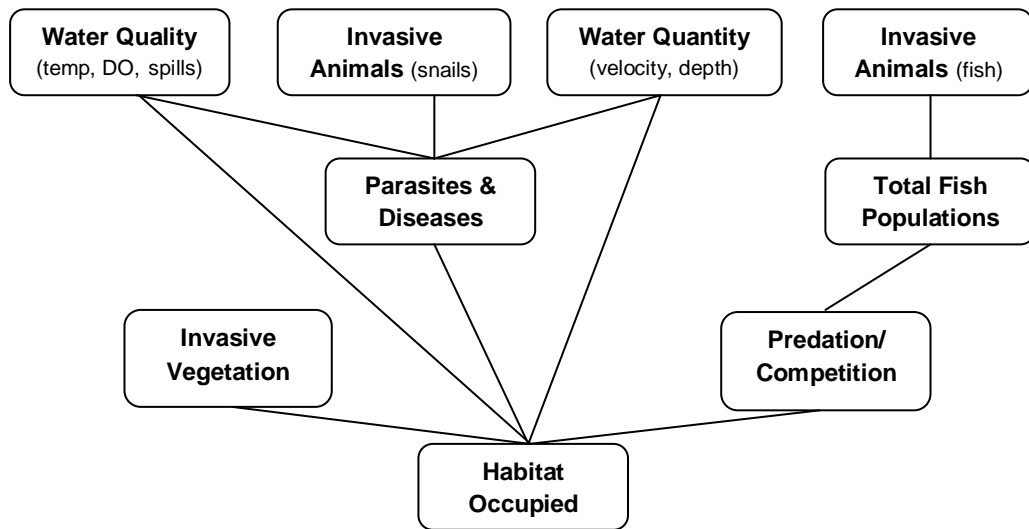 Water Quality
(temp, DO, spills)
Invasive
Animals (snails)
Water Quantity
(velocity, depth)
Invasive
Animals (fish)
Parasites &
Diseases
Total Fish
Populations
Invasive
Vegetation
Predation/
Competition
Habitat
Occupied